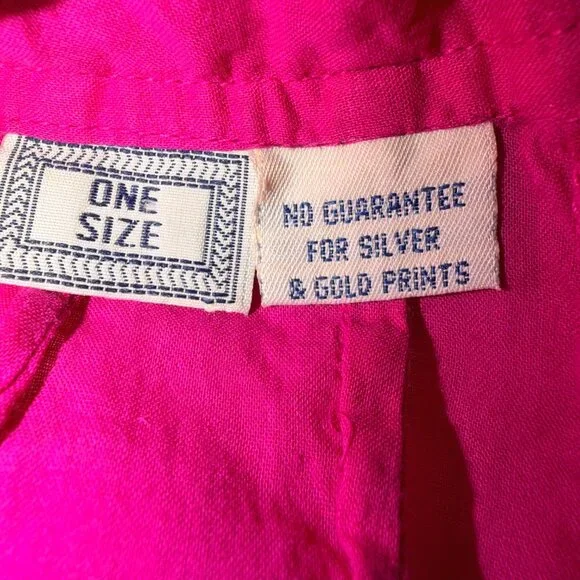 ONE
SIZE
NO GUARANTEE
FOR SILVER
& GOLD PRINTS